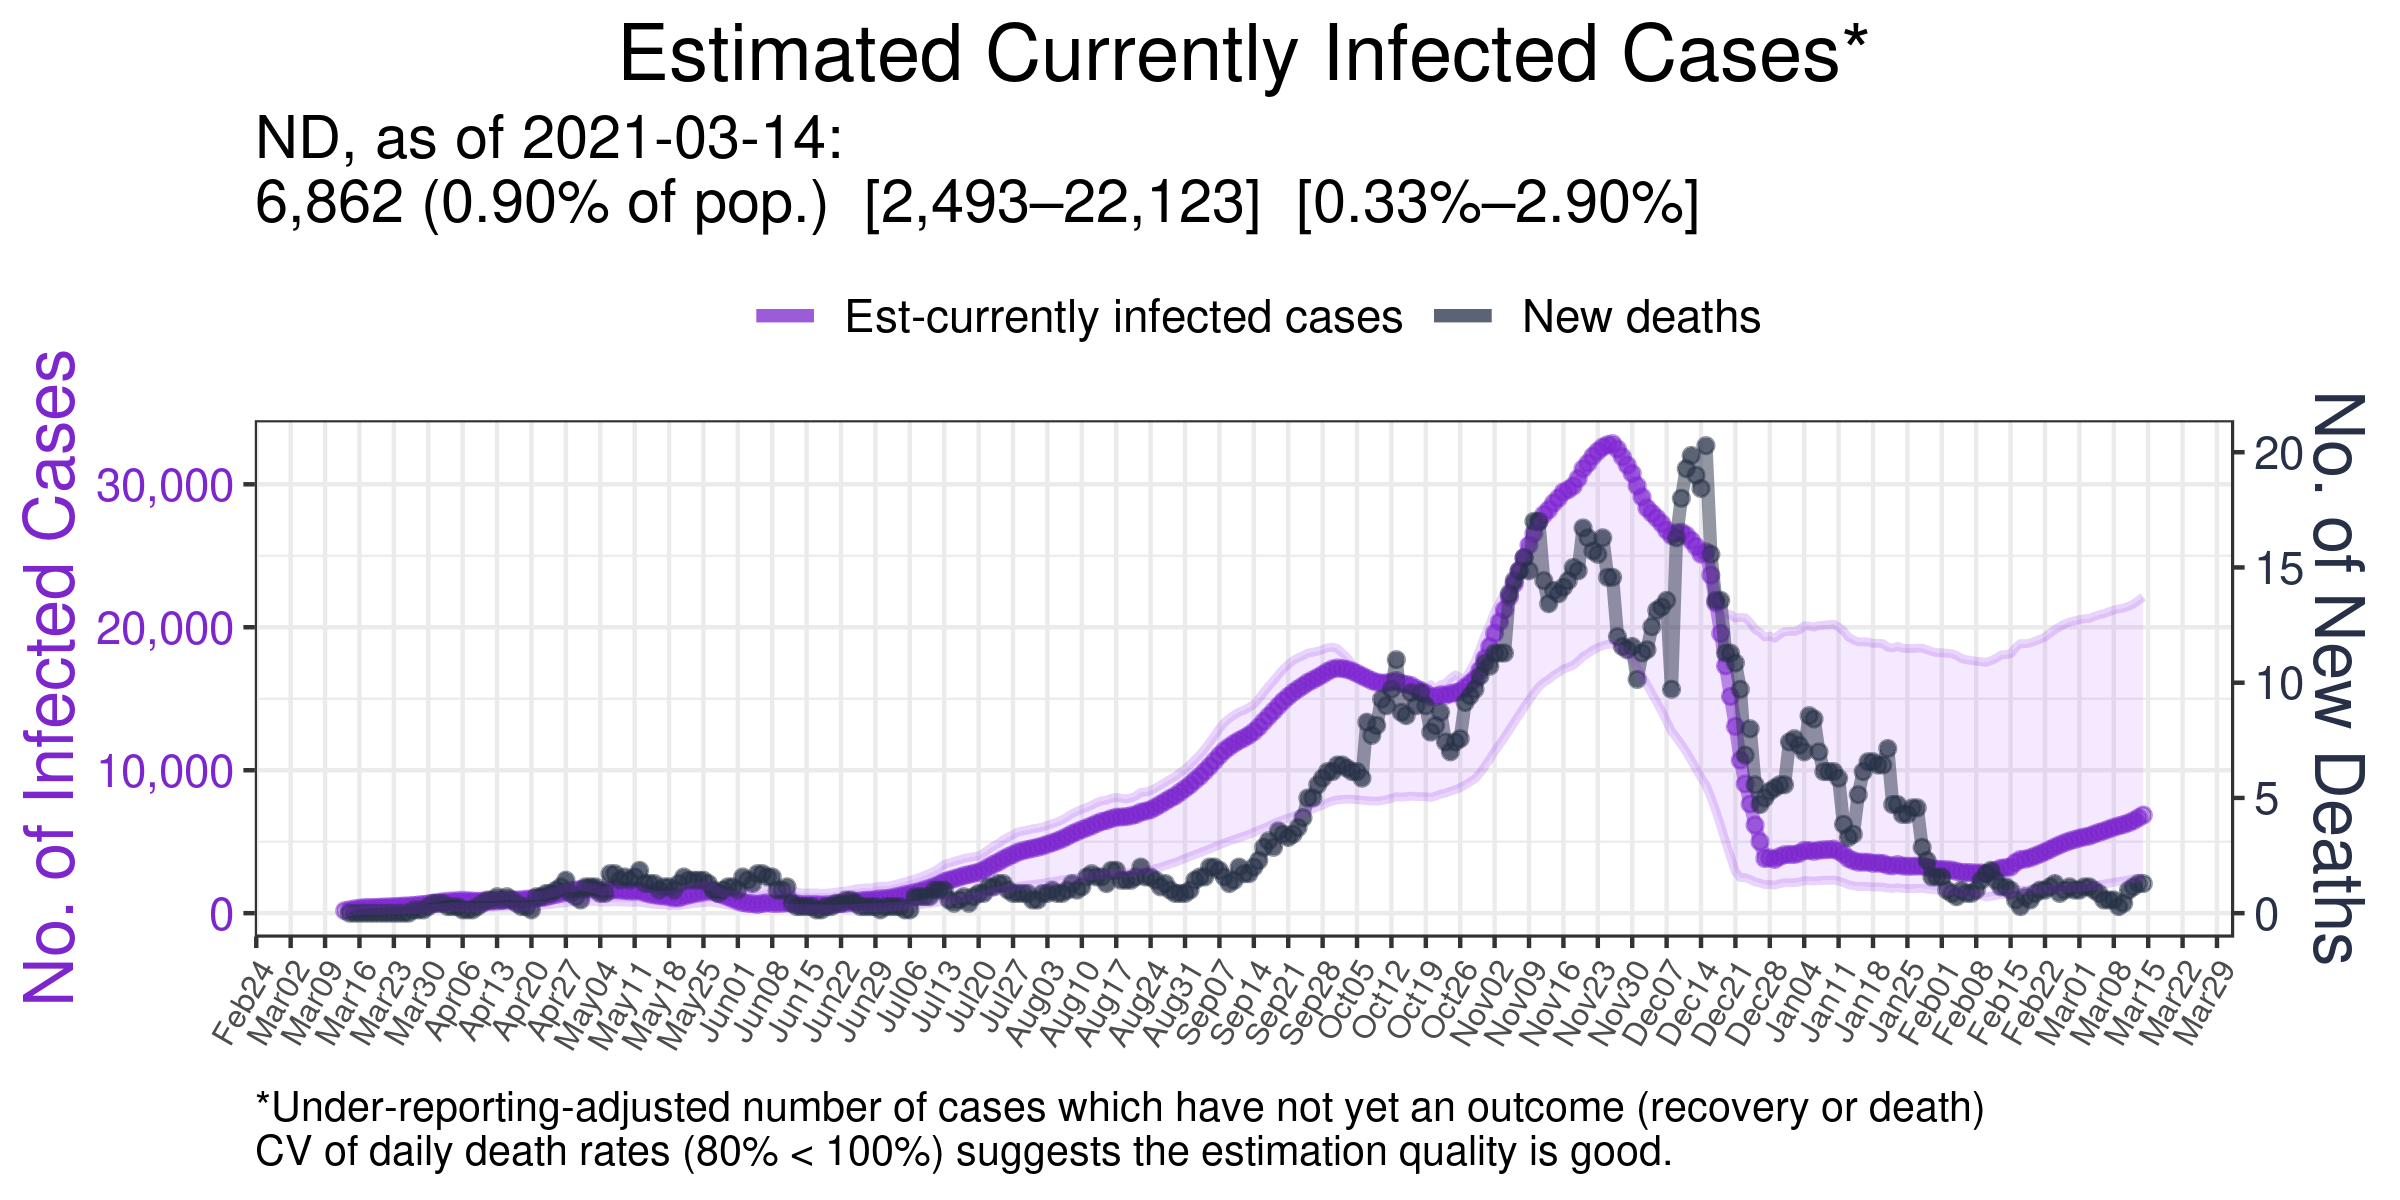 Estimated Currently Infected Cases*
ND, as of 2021-03-14:
6,862 (0.90% of pop.)  [2,493–22,123]  [0.33%–2.90%]
Est-currently infected cases
New deaths
No. of Infected Cases
30,000
20,000
10,000
0
20
15
10
5
0
No. of New Deaths
Feb24
Mar02
Mar09
Mar16
Mar23
Mar30
Apr06
Apr13
Apr20
Apr27
May04
May11
May18
May25
Jun01
Jun08
Jun15
Jun22
Jun29
Jul06
Jul13
Jul20
Jul27
Aug03
Aug10
Aug17
Aug24
Aug31
Sep07
Sep14
Sep21
Sep28
Oct05
Oct12
Oct19
Oct26
Nov02
Nov09
Nov16
Nov23
Nov30
Dec07
Dec14
Dec21
Dec28
Jan04
Jan11
Jan18
Jan25
Feb01
Feb08
Feb15
Feb22
Mar01
Mar08
Mar15
Mar22
Mar29
*Under-reporting-adjusted number of cases which have not yet an outcome (recovery or death)
CV of daily death rates (80% < 100%) suggests the estimation quality is good.